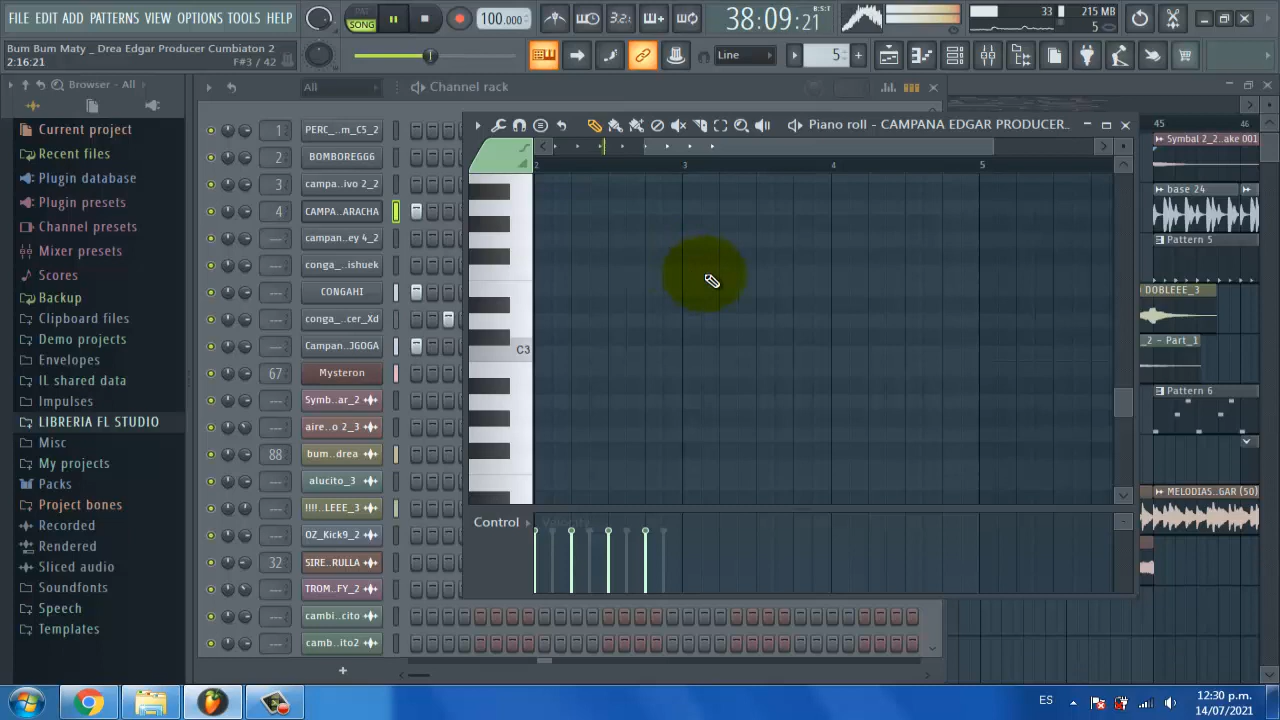 FILE EDIT ADD PATTERNS VIEW OPTIONS TOOLS HELP
SONG
100.000
3.2.
38:09:21
B:S:T
33
215 MB
5
Bum Bum Maty _ Drea Edgar Producer Cumbiaton 2
2:16:21
F#3 / 42
Line
5
Browser - All
All
Channel rack
Current project
Recent files
Plugin database
Plugin presets
Channel presets
Mixer presets
Scores
Backup
Clipboard files
Demo projects
Envelopes
IL shared data
Impulses
LIBRERIA FL STUDIO
Misc
My projects
Packs
Project bones
Recorded
Rendered
Sliced audio
Soundfonts
Speech
Templates
1 PERC_..m_C5_2
2 BOMBOREGG6
3 campa..ivo 2_2
4 CAMPA..ARACHA
--- campan..ey 4_2
--- conga_..ishuek
--- CONGAHI
--- conga_..cer_Xd
--- Campan..JGOGA
67 Mysteron
--- Symb..ar_2
--- aire..o 2_3
88 bum..drea
--- alucito_3
--- !!!!..LEEE_3
--- OZ_Kick9_2
32 SIRE..RULLA
--- TROM..FY_2
--- cambi..cito
--- camb..ito2
+
Piano roll - CAMPANA EDGAR PRODUCER..
2 3 4 5
C3
Control
Velocity
45 46
Symbal 2_2..ake 001
base 24
Pattern 5
DOBLEEE_3
2 - Part_1
Pattern 6
MELODIAS..GAR (50)
ES
12:30 p.m.
14/07/2021